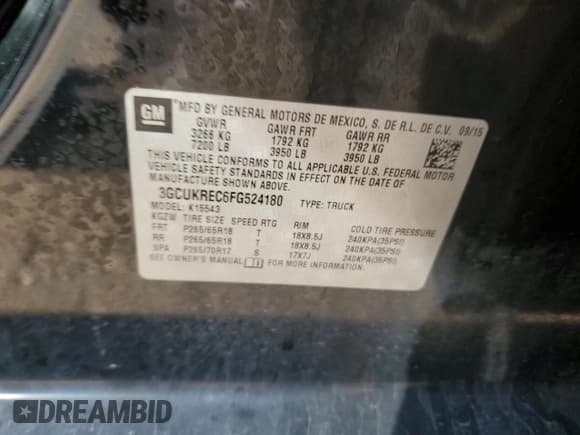 GM
MFD BY GENERAL MOTORS DE MEXICO, S. DE R.L. DE C.V. 09/15
GVWR GAWR FRT GAWR RR
3266 KG 1792 KG 1792 KG
7200 LB 3950 LB 3950 LB
THIS VEHICLE CONFORMS TO ALL APPLICABLE U.S. FEDERAL MOTOR
VEHICLE SAFETY STANDARDS IN EFFECT ON THE DATE OF
MANUFACTURE SHOWN ABOVE.
3GCUKREC6FG524180 TYPE: TRUCK
MODEL: K15543
KGZW TIRE SIZE SPEED RTG RIM COLD TIRE PRESSURE
FRT P265/65R18 T 18X8.5J 240KPA(35PSI)
RR P265/65R18 T 18X8.5J 240KPA(35PSI)
SPA P265/70R17 S 17X7J 240KPA(35PSI)
SEE OWNER'S MANUAL FOR MORE INFORMATION.
DREAMBID